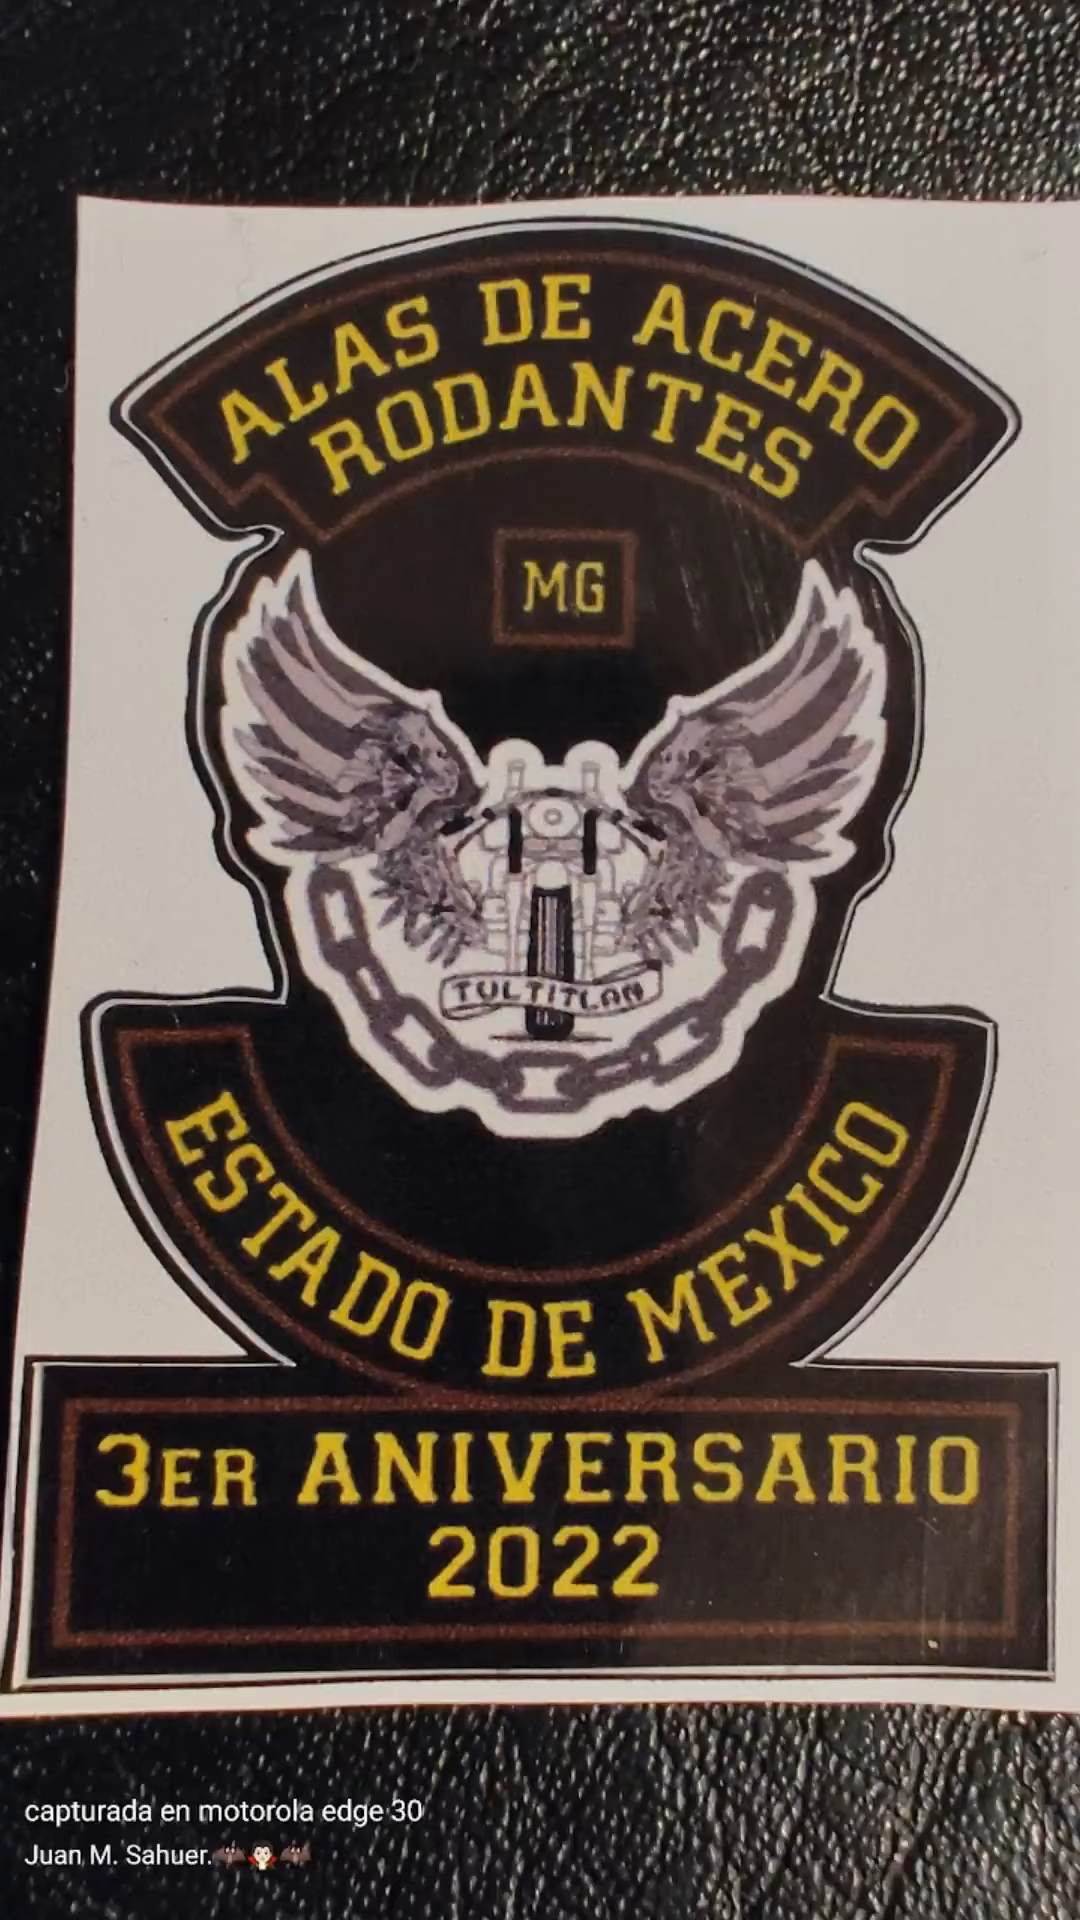 ALAS DE ACERO
RODANTES
MG
TULTITLAN
ESTADO DE MEXICO
3ER ANIVERSARIO
2022
capturada en motorola edge 30
Juan M. Sahuer.🦇🧛🦇